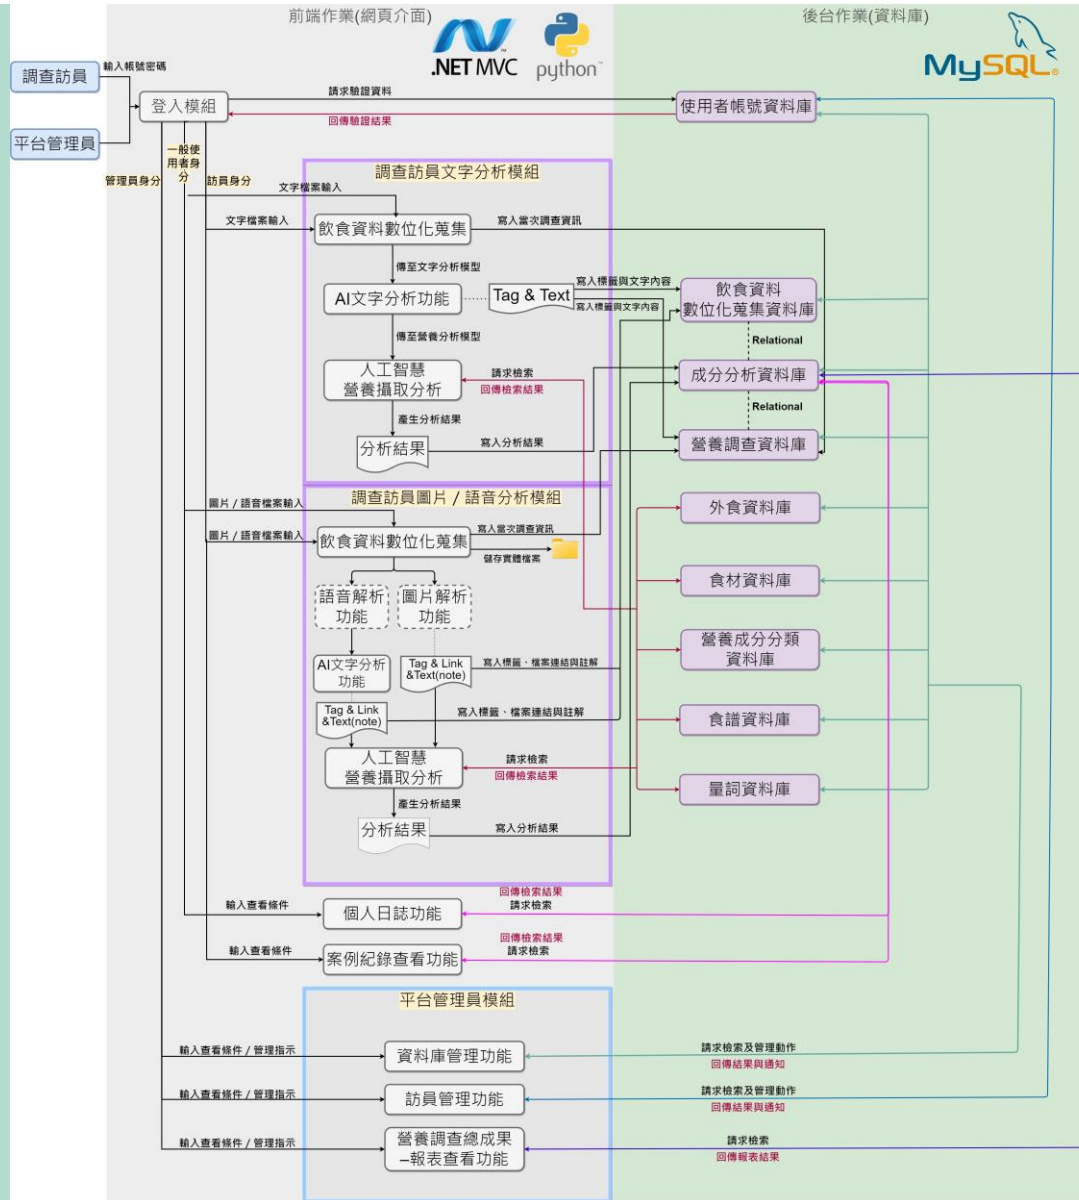 前端作業(網頁介面)
後台作業(資料庫)
.NET MVC
python
MySQL
調查訪員
輸入帳號密碼
平台管理員
登入模組
請求驗證資料
回傳驗證結果
使用者帳號資料庫
一般使
用者身
分
管理員身分
訪員身分
調查訪員文字分析模組
文字檔案輸入
文字檔案輸入
飲食資料數位化蒐集
寫入當次調查資訊
傳至文字分析模型
AI文字分析功能
Tag & Text
寫入標籤與文字內容
寫入標籤與文字內容
飲食資料
數位化蒐集資料庫
傳至營養分析模型
Relational
人工智慧
營養攝取分析
請求檢索
回傳檢索結果
成分分析資料庫
產生分析結果
Relational
分析結果
寫入分析結果
營養調查資料庫
調查訪員圖片 / 語音分析模組
圖片 / 語音檔案輸入
圖片 / 語音檔案輸入
飲食資料數位化蒐集
寫入當次調查資訊
儲存實體檔案
外食資料庫
語音解析
功能
圖片解析
功能
食材資料庫
AI文字分析
功能
Tag & Link
&Text(note)
寫入標籤、檔案連結與註解
營養成分分類
資料庫
Tag & Link
&Text(note)
寫入標籤、檔案連結與註解
食譜資料庫
人工智慧
營養攝取分析
請求檢索
回傳檢索結果
量詞資料庫
產生分析結果
分析結果
寫入分析結果
回傳檢索結果
輸入查看條件
個人日誌功能
請求檢索
回傳檢索結果
輸入查看條件
案例紀錄查看功能
請求檢索
平台管理員模組
輸入查看條件 / 管理指示
資料庫管理功能
請求檢索及管理動作
回傳結果與通知
輸入查看條件 / 管理指示
訪員管理功能
請求檢索及管理動作
回傳結果與通知
輸入查看條件 / 管理指示
營養調查總成果
–報表查看功能
請求檢索
回傳報表結果